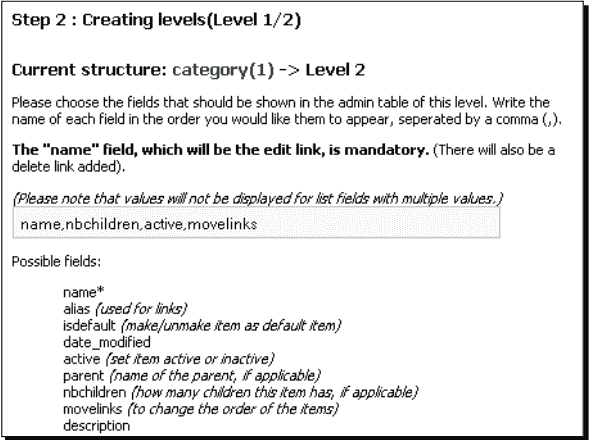 Step 2 : Creating levels(Level 1/2)
Current structure: category(1) -> Level 2
Please choose the fields that should be shown in the admin table of this level. Write the
name of each field in the order you would like them to appear, seperated by a comma (,).
The "name" field, which will be the edit link, is mandatory. (There will also be a
delete link added).
(Please note that values will not be displayed for list fields with multiple values.)
name,nbchildren,active,movelinks
Possible fields:
name*
alias (used for links)
isdefault (make/unmake item as default item)
date_modified
active (set item active or inactive)
parent (name of the parent, if applicable)
nbchildren (how many children this item has, if applicable)
movelinks (to change the order of the items)
description